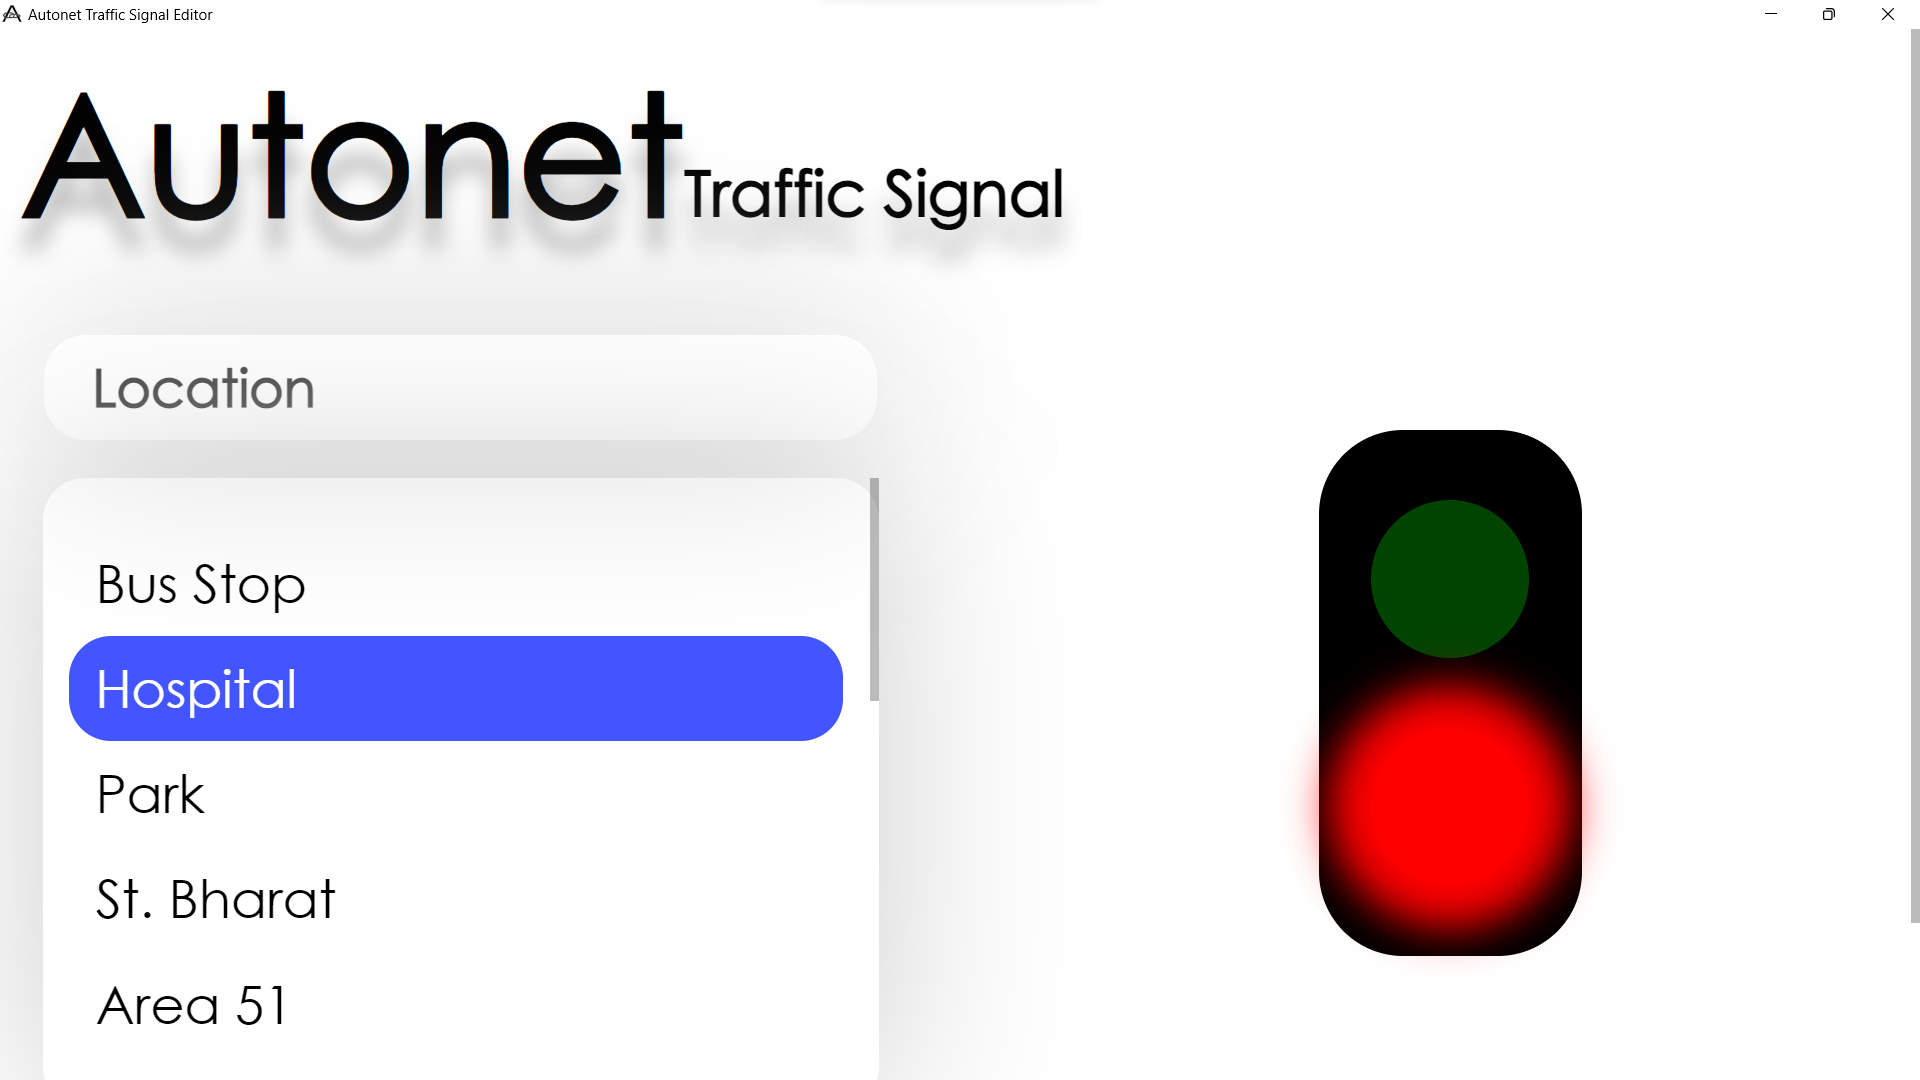 Autonet Traffic Signal Editor
Autonet Traffic Signal
Location
Bus Stop
Hospital
Park
St. Bharat
Area 51